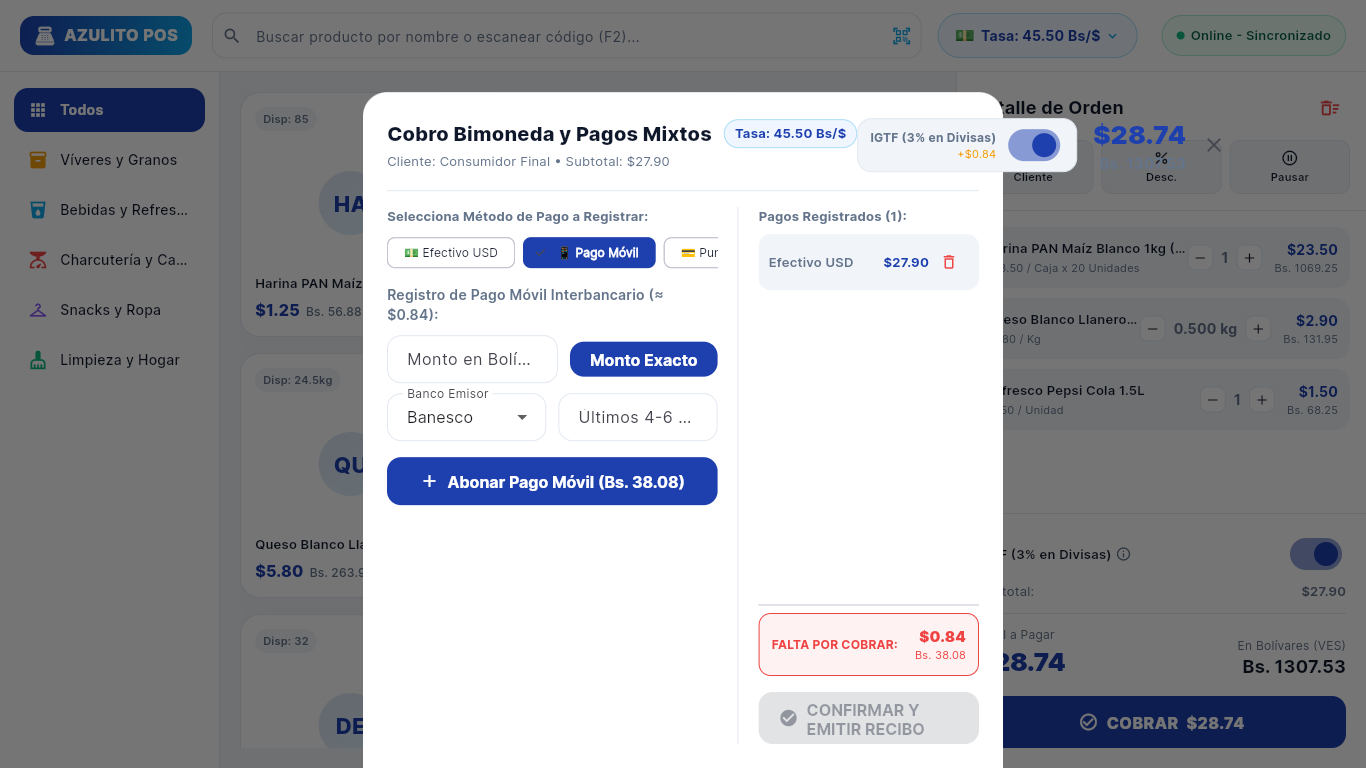 AZULITO POS
Buscar producto por nombre o escanear código (F2)...
💵 Tasa: 45.50 Bs/$
Online - Sincronizado
Todos
Víveres y Granos
Bebidas y Refres...
Charcutería y Ca...
Snacks y Ropa
Limpieza y Hogar
Disp: 85
HA
Harina PAN Maíz
$1.25 Bs. 56.88
Disp: 24.5kg
QU
Queso Blanco Lla
$5.80 Bs. 263.9
Disp: 32
DE
Cobro Bimoneda y Pagos Mixtos
Tasa: 45.50 Bs/$
Cliente: Consumidor Final • Subtotal: $27.90
IGTF (3% en Divisas)
+$0.84
$28.74
Selecciona Método de Pago a Registrar:
💵 Efectivo USD
📱 Pago Móvil
💳 Pur
Registro de Pago Móvil Interbancario (≈
$0.84):
Monto en Bolí...
Monto Exacto
Banco Emisor
Banesco
Últimos 4-6 ...
+ Abonar Pago Móvil (Bs. 38.08)
Pagos Registrados (1):
Efectivo USD $27.90
FALTA POR COBRAR: $0.84
Bs. 38.08
CONFIRMAR Y
EMITIR RECIBO
talle de Orden
Cliente
Desc.
Pausar
rina PAN Maíz Blanco 1kg (...
3.50 / Caja x 20 Unidades
1
$23.50
Bs. 1069.25
eso Blanco Llanero...
80 / Kg
0.500 kg
$2.90
Bs. 131.95
fresco Pepsi Cola 1.5L
50 / Unidad
1
$1.50
Bs. 68.25
F (3% en Divisas)
total: $27.90
l a Pagar
28.74
En Bolívares (VES)
Bs. 1307.53
COBRAR $28.74